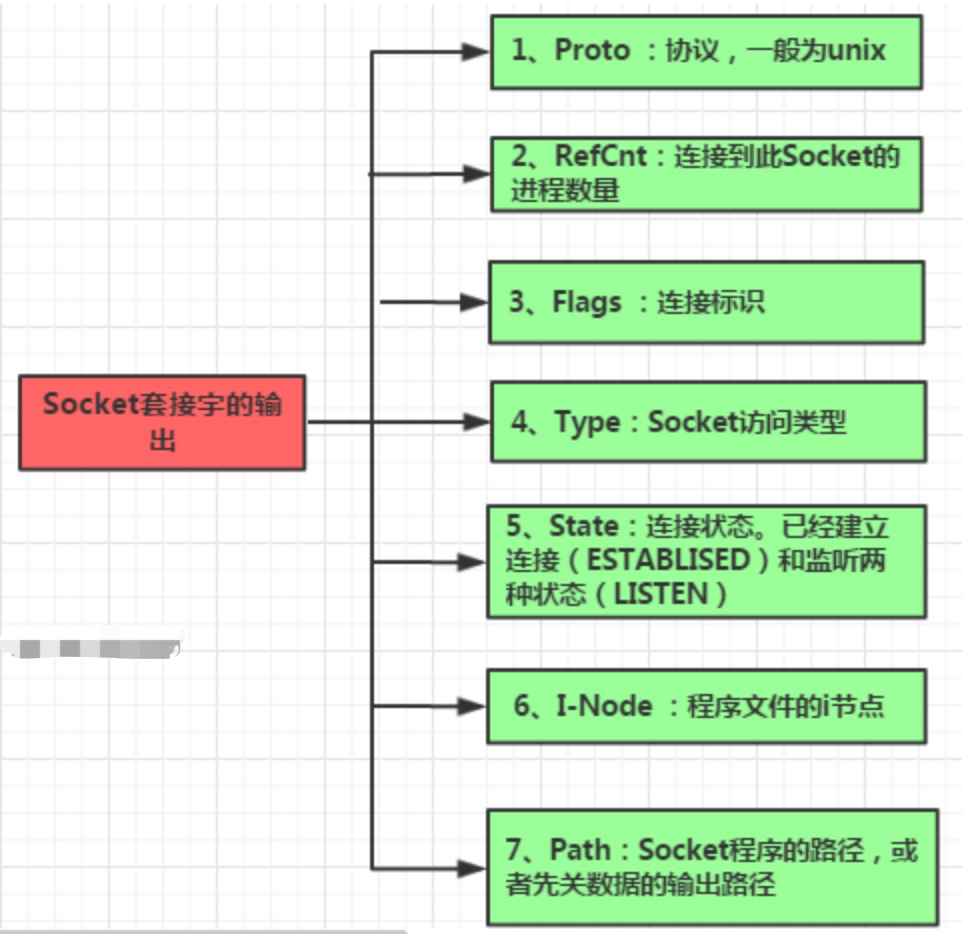 1、Proto ：协议，一般为unix
2、RefCnt：连接到此Socket的
进程数量
3、Flags ：连接标识
Socket套接字的输
出
4、Type：Socket访问类型
5、State：连接状态。已经建立
连接（ESTABLISED）和监听两
种状态（LISTEN）
6、I-Node ：程序文件的i节点
7、Path：Socket程序的路径，或
者先关数据的输出路径